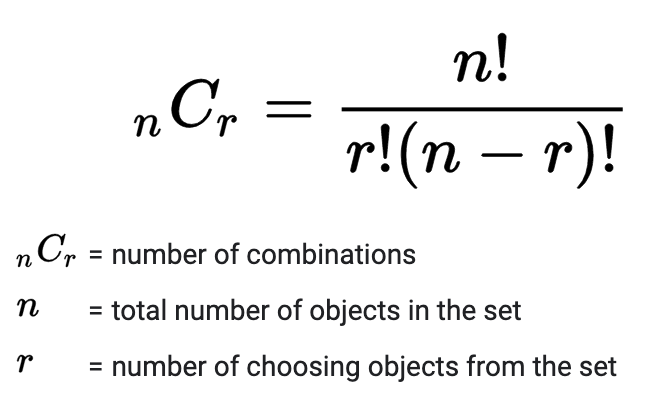 nCr = n! / r!(n − r)!
nCr = number of combinations
n = total number of objects in the set
r = number of choosing objects from the set